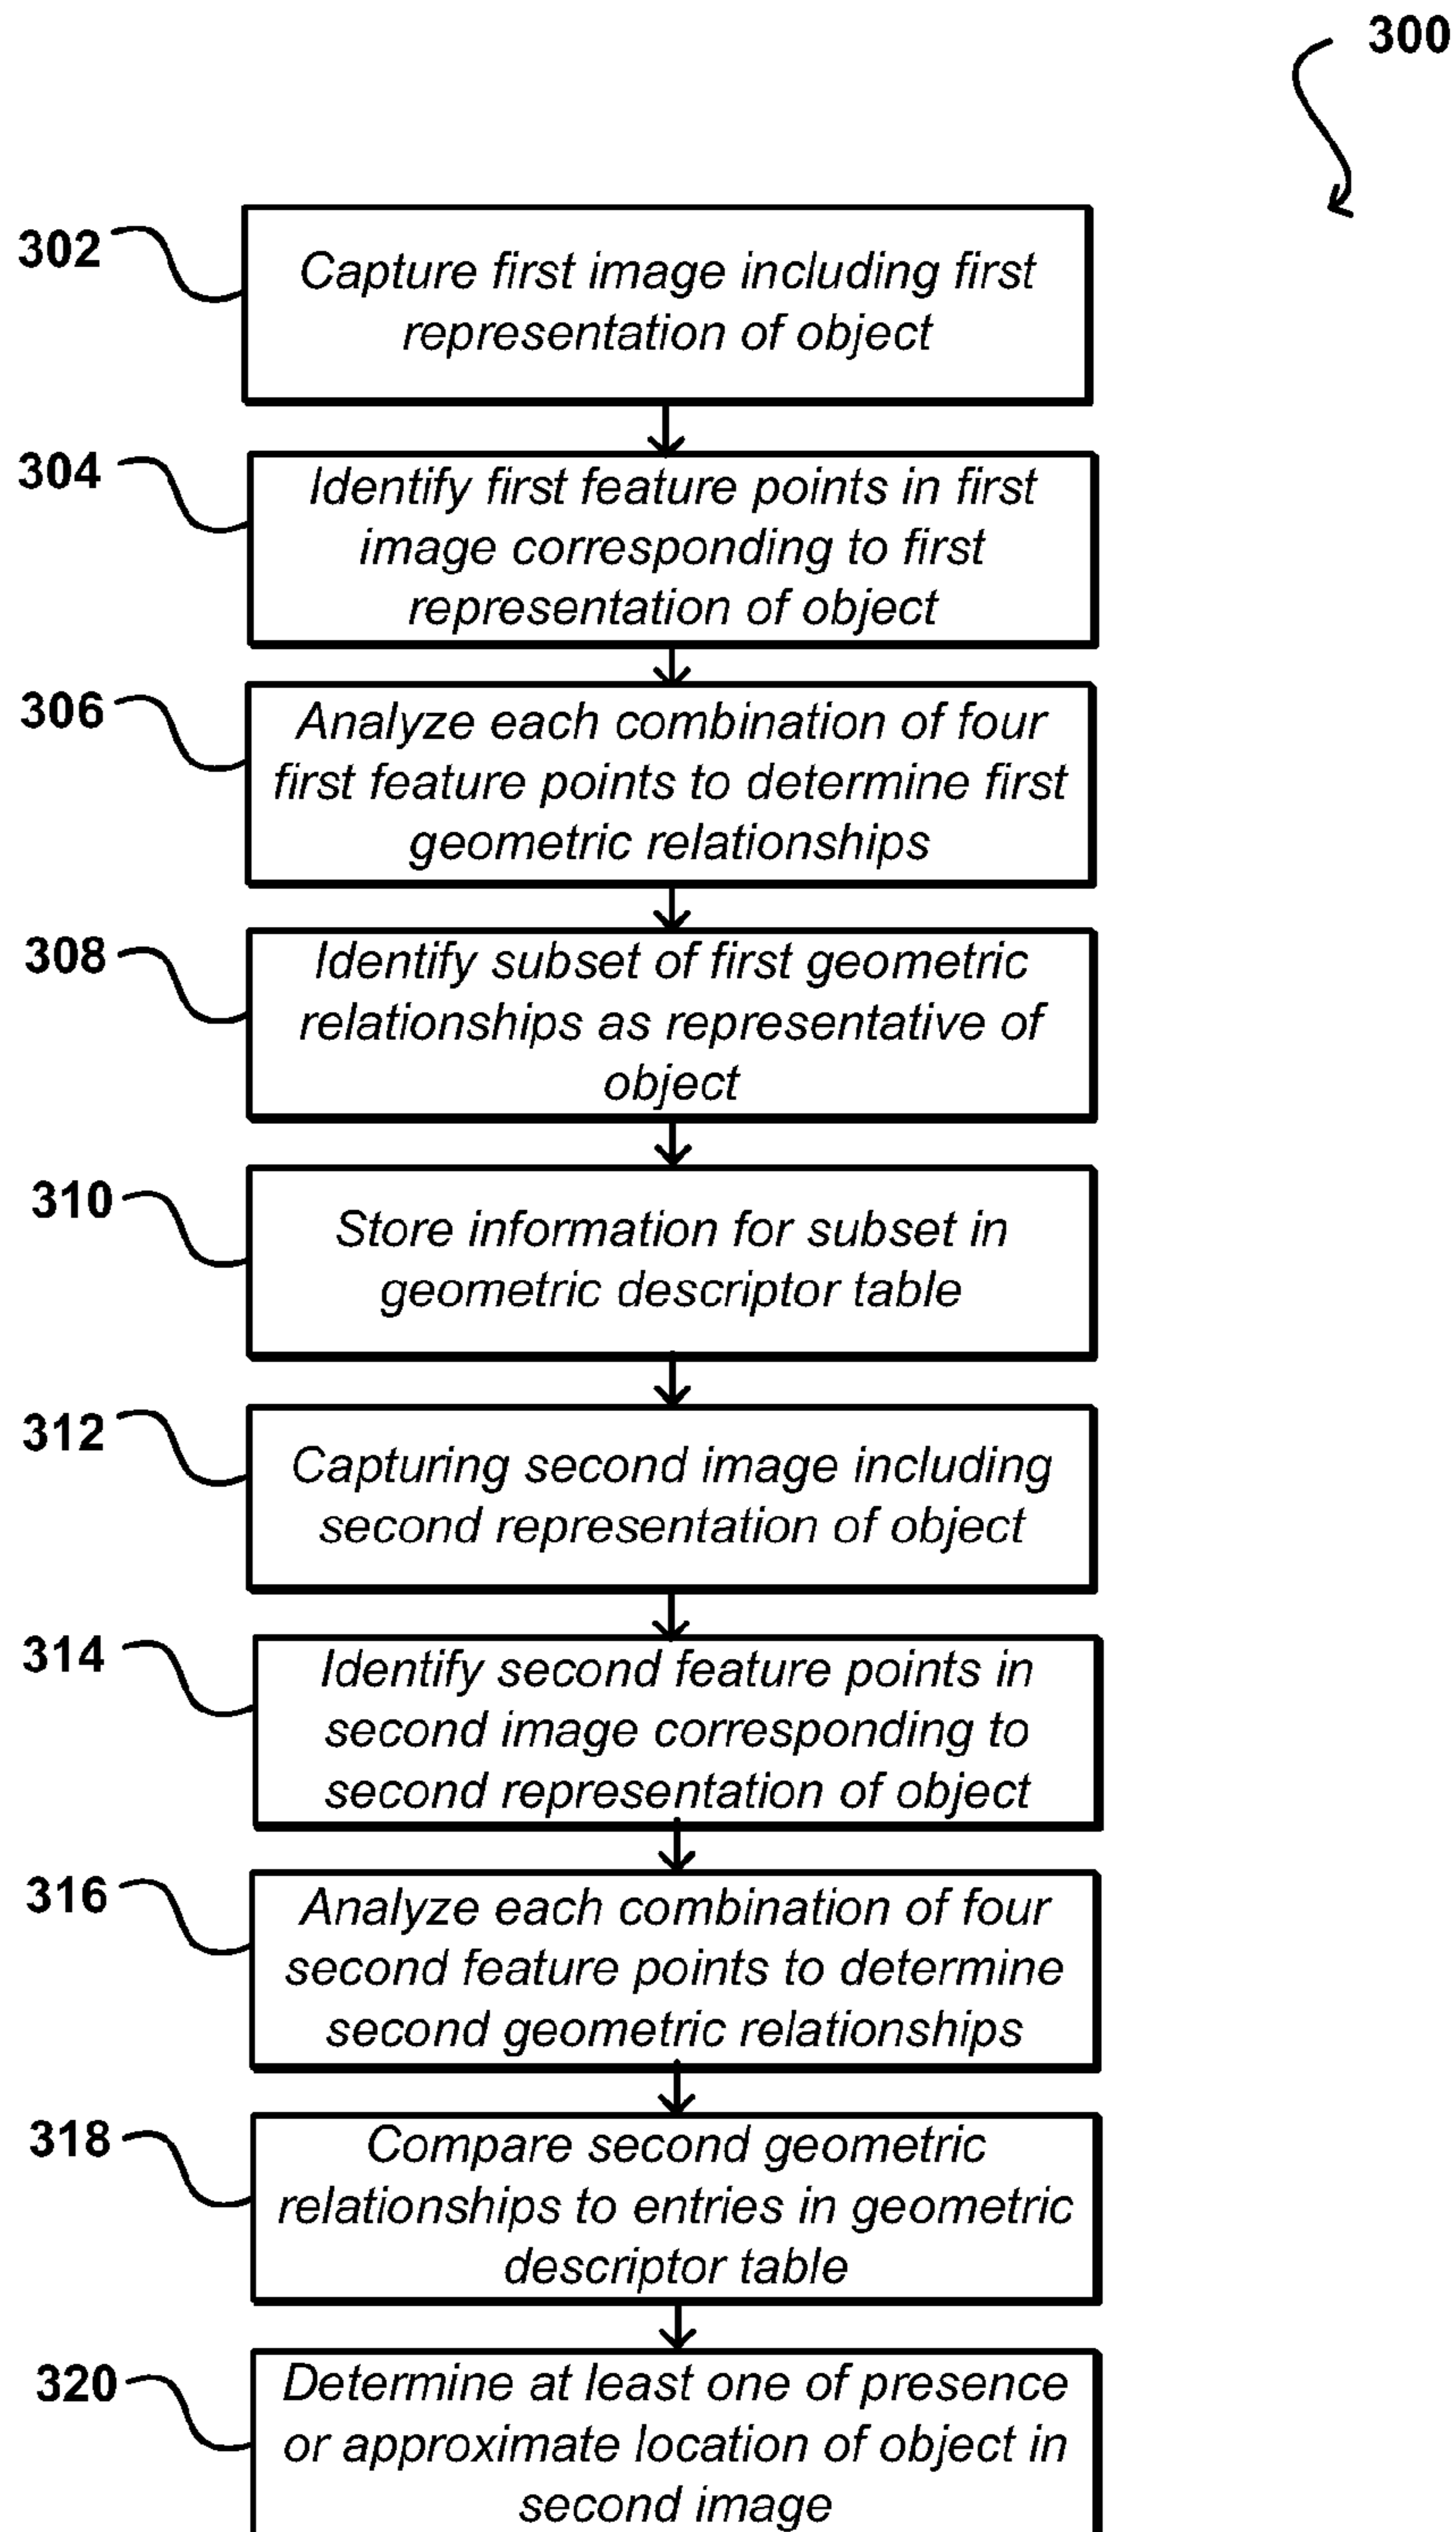 300
302
Capture first image including first
representation of object
304
Identify first feature points in first
image corresponding to first
representation of object
306
Analyze each combination of four
first feature points to determine first
geometric relationships
308
Identify subset of first geometric
relationships as representative of
object
310
Store information for subset in
geometric descriptor table
312
Capturing second image including
second representation of object
314
Identify second feature points in
second image corresponding to
second representation of object
316
Analyze each combination of four
second feature points to determine
second geometric relationships
318
Compare second geometric
relationships to entries in geometric
descriptor table
320
Determine at least one of presence
or approximate location of object in
second image